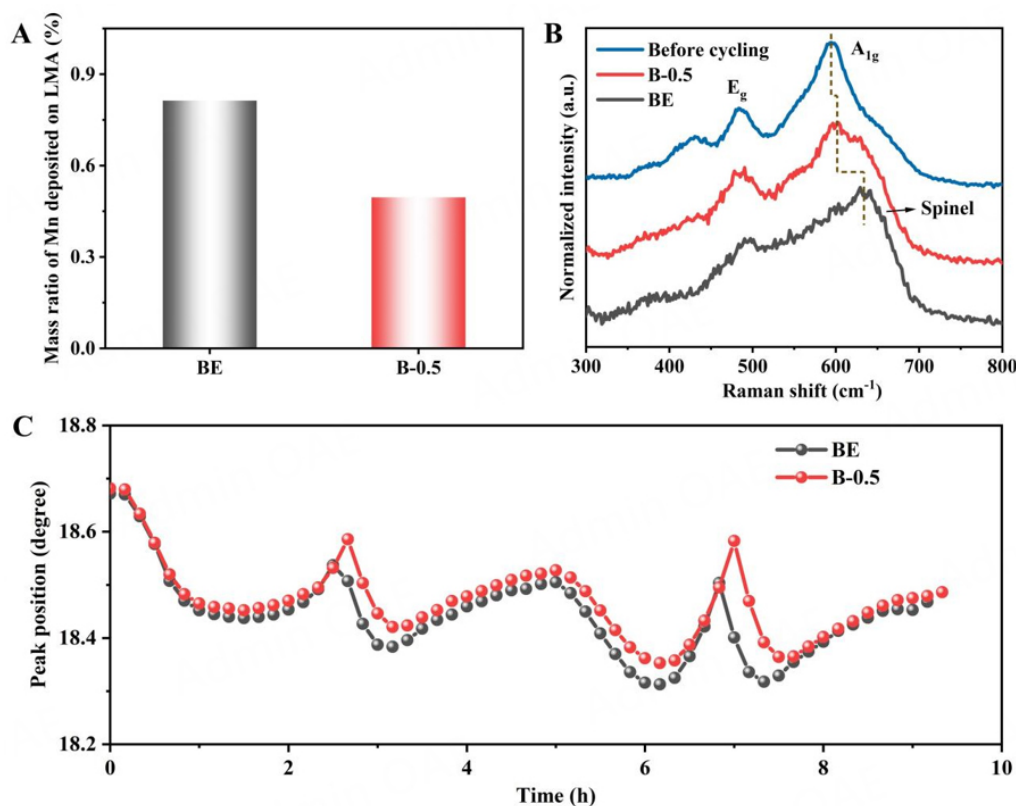 A
Mass ratio of Mn deposited on LMA (%)
0.9
0.6
0.3
0.0
BE
B-0.5
B
Normalized intensity (a.u.)
Before cycling
B-0.5
BE
E_g
A_1g
Spinel
300
400
500
600
700
800
Raman shift (cm⁻¹)
C
Peak position (degree)
18.8
18.6
18.4
18.2
BE
B-0.5
0
2
4
6
8
10
Time (h)